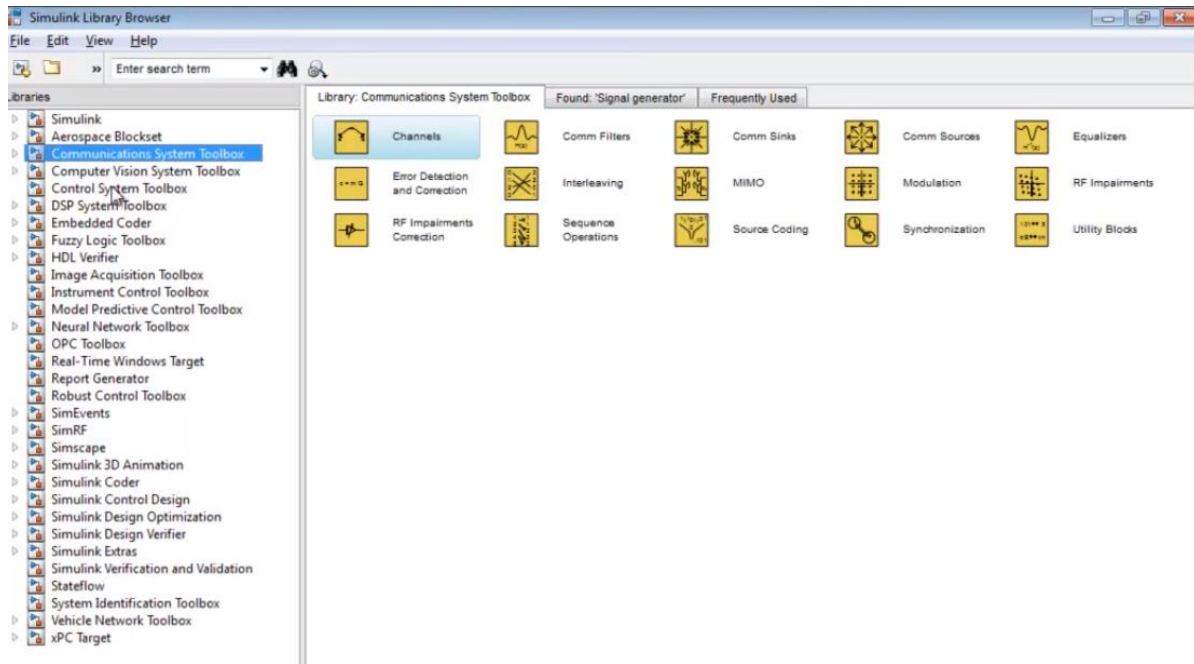 Simulink Library Browser
File Edit View Help
» Enter search term
Libraries
Library: Communications System Toolbox Found: 'Signal generator' Frequently Used
Simulink
Aerospace Blockset
Communications System Toolbox
Computer Vision System Toolbox
Control System Toolbox
DSP System Toolbox
Embedded Coder
Fuzzy Logic Toolbox
HDL Verifier
Image Acquisition Toolbox
Instrument Control Toolbox
Model Predictive Control Toolbox
Neural Network Toolbox
OPC Toolbox
Real-Time Windows Target
Report Generator
Robust Control Toolbox
SimEvents
SimRF
Simscape
Simulink 3D Animation
Simulink Coder
Simulink Control Design
Simulink Design Optimization
Simulink Design Verifier
Simulink Extras
Simulink Verification and Validation
Stateflow
System Identification Toolbox
Vehicle Network Toolbox
xPC Target
Channels
Comm Filters
Comm Sinks
Comm Sources
Equalizers
Error Detection
and Correction
Interleaving
MIMO
Modulation
RF Impairments
RF Impairments
Correction
Sequence
Operations
Source Coding
Synchronization
Utility Blocks